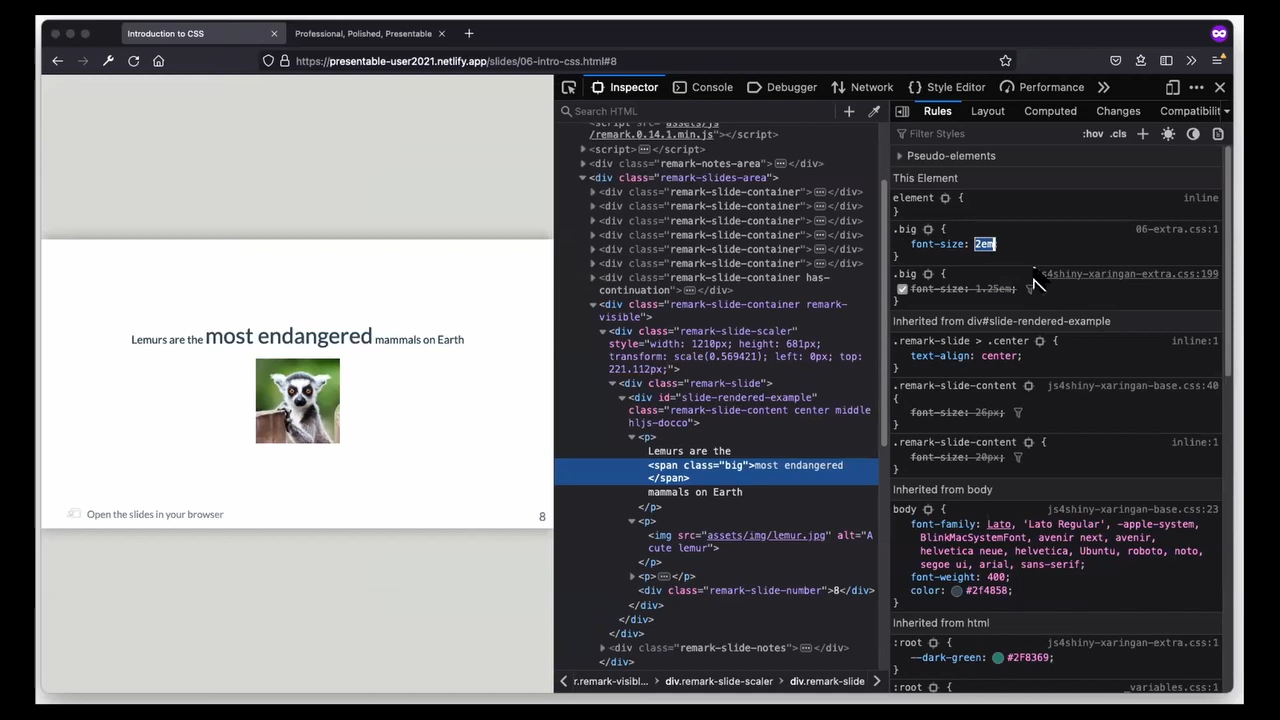 Introduction to CSS
Professional, Polished, Presentable
https://presentable-user2021.netlify.app/slides/06-intro-css.html#8
Inspector
Console
Debugger
Network
Style Editor
Performance
Search HTML
Rules
Layout
Computed
Changes
Compatibilit
Filter Styles
:hov .cls
<script src="assets/js
/remark.0.14.1.min.js"></script>
<script></script>
<div class="remark-notes-area"></div>
<div class="remark-slides-area">
<div class="remark-slide-container"></div>
<div class="remark-slide-container"></div>
<div class="remark-slide-container"></div>
<div class="remark-slide-container"></div>
<div class="remark-slide-container"></div>
<div class="remark-slide-container"></div>
<div class="remark-slide-container has-
continuation"></div>
<div class="remark-slide-container remark-
visible">
<div class="remark-slide-scaler"
style="width: 1210px; height: 681px;
transform: scale(0.569421); left: 0px; top:
221.112px;">
<div class="remark-slide">
<div id="slide-rendered-example"
class="remark-slide-content center middle
hljs-docco">
<p>
Lemurs are the
<span class="big">most endangered
</span>
mammals on Earth
</p>
<p>
<img src="assets/img/lemur.jpg" alt="A
cute lemur">
</p>
<p></p>
<div class="remark-slide-number">8</div>
</div>
</div>
</div>
<div class="remark-slide-notes"></div>
</div>
r.remark-visibl...
div.remark-slide-scaler
div.remark-slide
Lemurs are the most endangered mammals on Earth
Open the slides in your browser
8
Pseudo-elements
This Element
element {
inline
}
.big {
06-extra.css:1
font-size: 2em;
}
.big {
js4shiny-xaringan-extra.css:199
font-size: 1.25em;
}
Inherited from div#slide-rendered-example
.remark-slide > .center {
inline:1
text-align: center;
}
.remark-slide-content
js4shiny-xaringan-base.css:40
{
font-size: 26px;
}
.remark-slide-content {
inline:1
font-size: 20px;
}
Inherited from body
body {
js4shiny-xaringan-base.css:23
font-family: Lato, 'Lato Regular', -apple-system,
BlinkMacSystemFont, avenir next, avenir,
helvetica neue, helvetica, Ubuntu, roboto, noto,
segoe ui, arial, sans-serif;
font-weight: 400;
color: #2f4858;
}
Inherited from html
:root {
js4shiny-xaringan-extra.css:1
--dark-green: #2F8369;
}
:root {
_variables.css:1